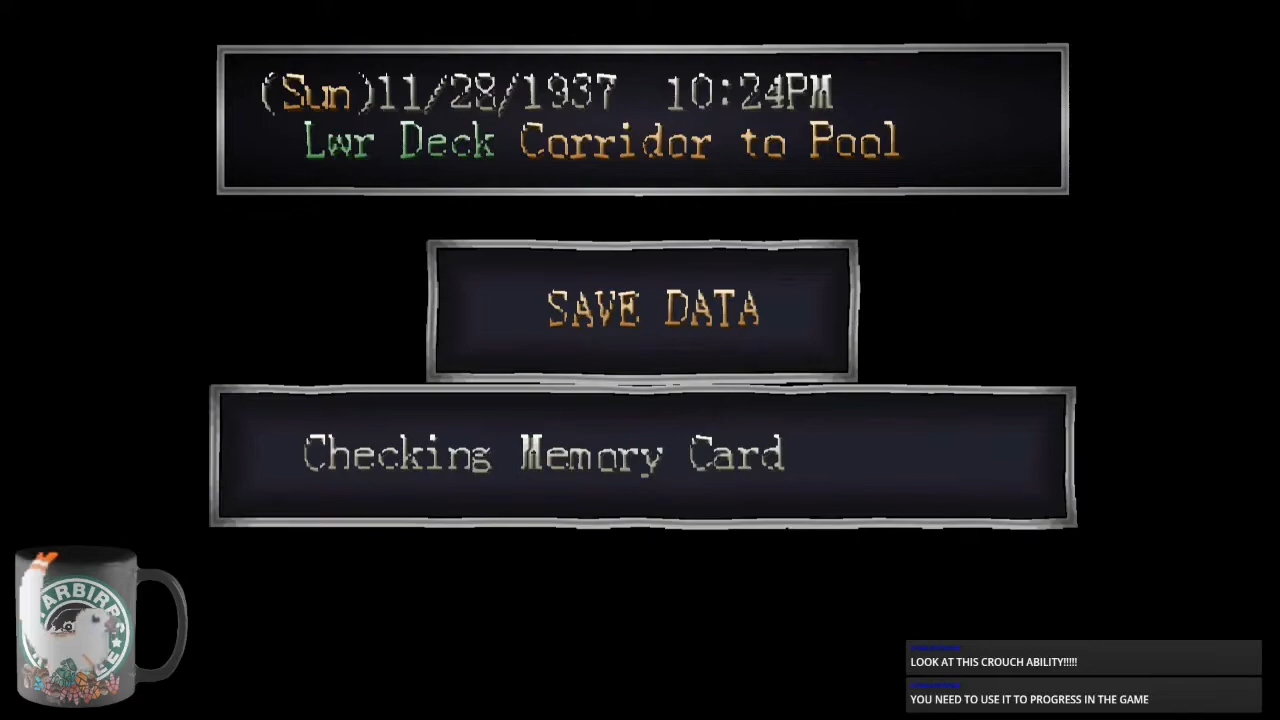 (Sun)11/28/1937 10:24PM
Lwr Deck Corridor to Pool
SAVE DATA
Checking Memory Card
LOOK AT THIS CROUCH ABILITY!!!!!
YOU NEED TO USE IT TO PROGRESS IN THE GAME